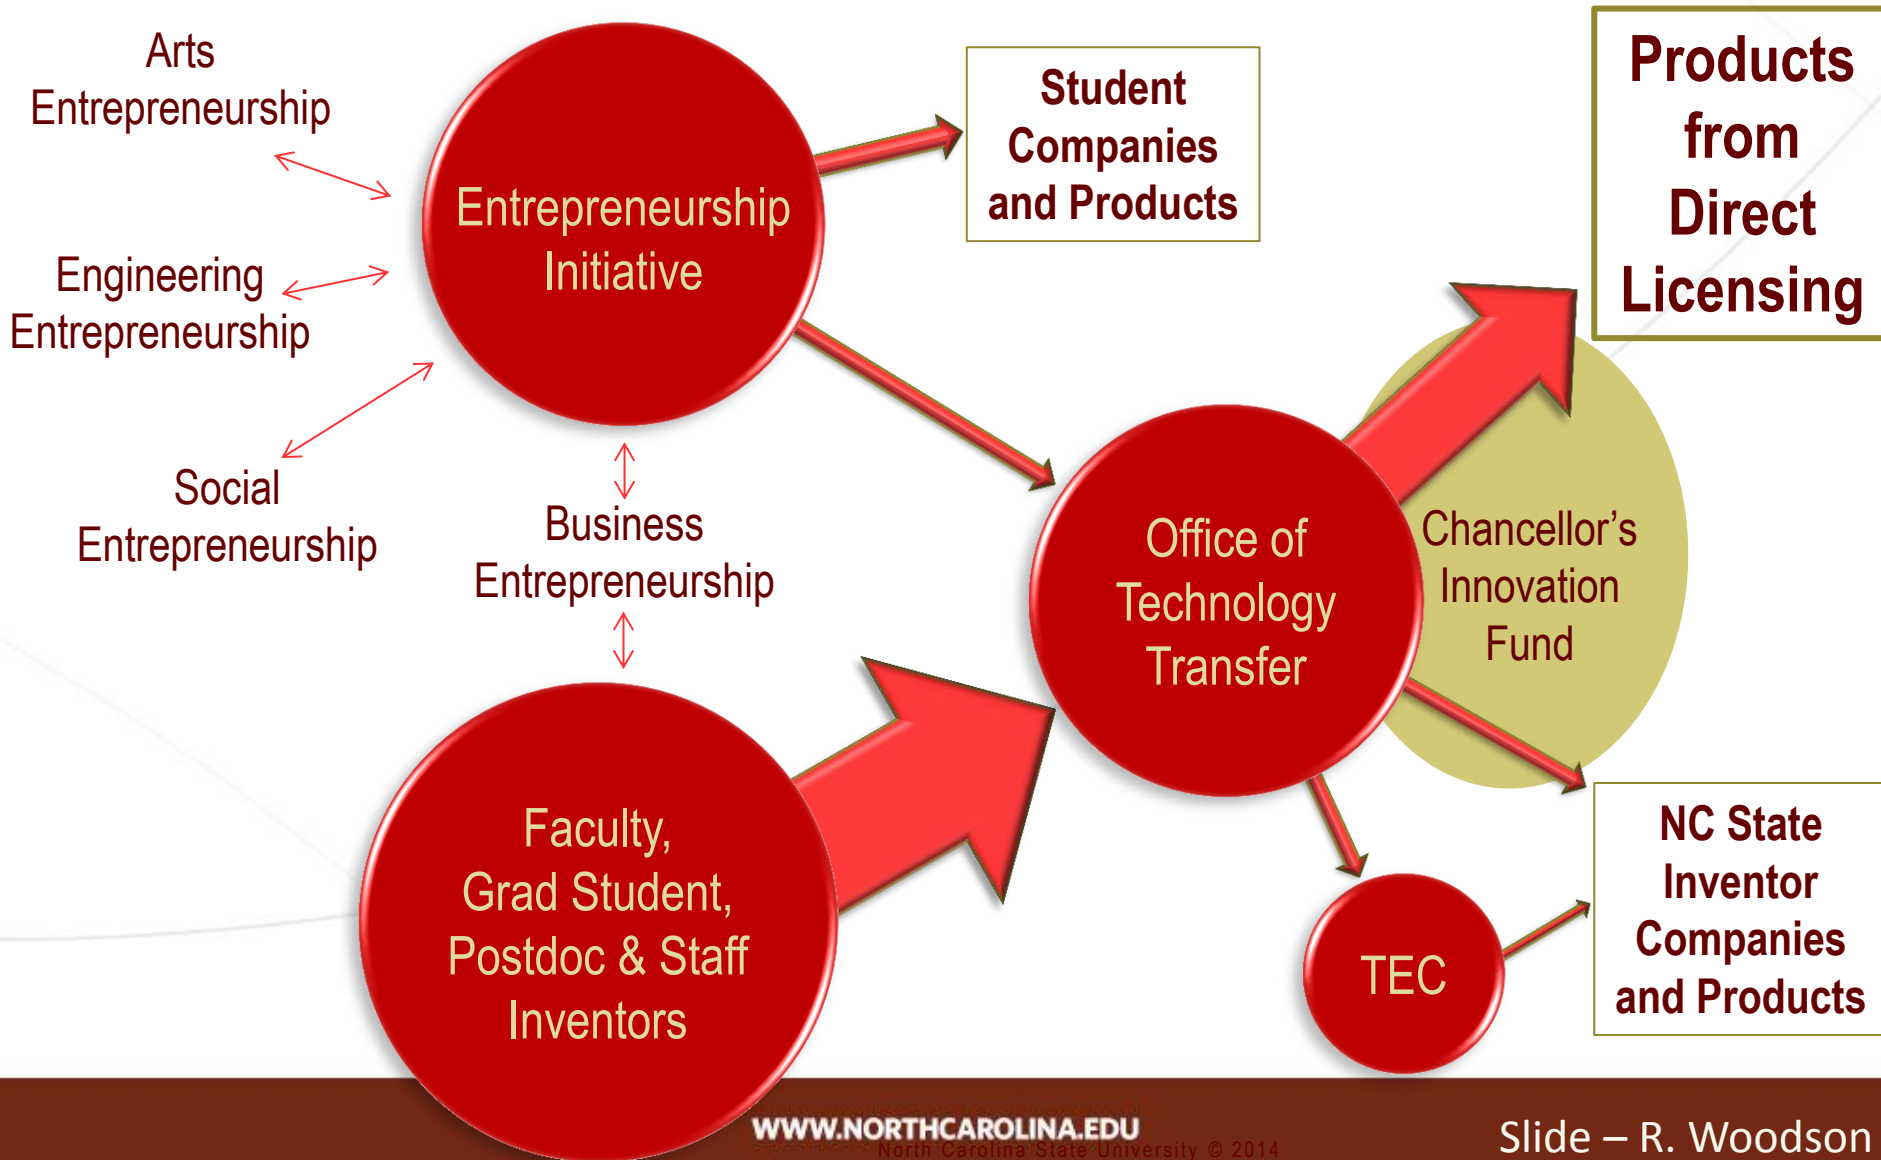 Arts
Entrepreneurship
Engineering
Entrepreneurship
Social
Entrepreneurship
Entrepreneurship
Initiative
Business
Entrepreneurship
Student
Companies
and Products
Products
from
Direct
Licensing
Office of
Technology
Transfer
Chancellor’s
Innovation
Fund
Faculty,
Grad Student,
Postdoc & Staff
Inventors
TEC
NC State
Inventor
Companies
and Products
WWW.NORTHCAROLINA.EDU
North Carolina State University © 2014
Slide – R. Woodson